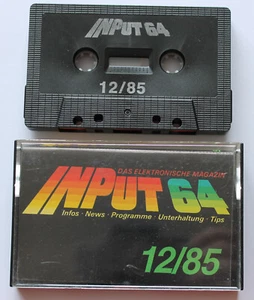 INPUT 64
12/85
DAS ELEKTRONISCHE MAGAZIN
INPUT 64
Infos · News · Programme · Unterhaltung · Tips
12/85